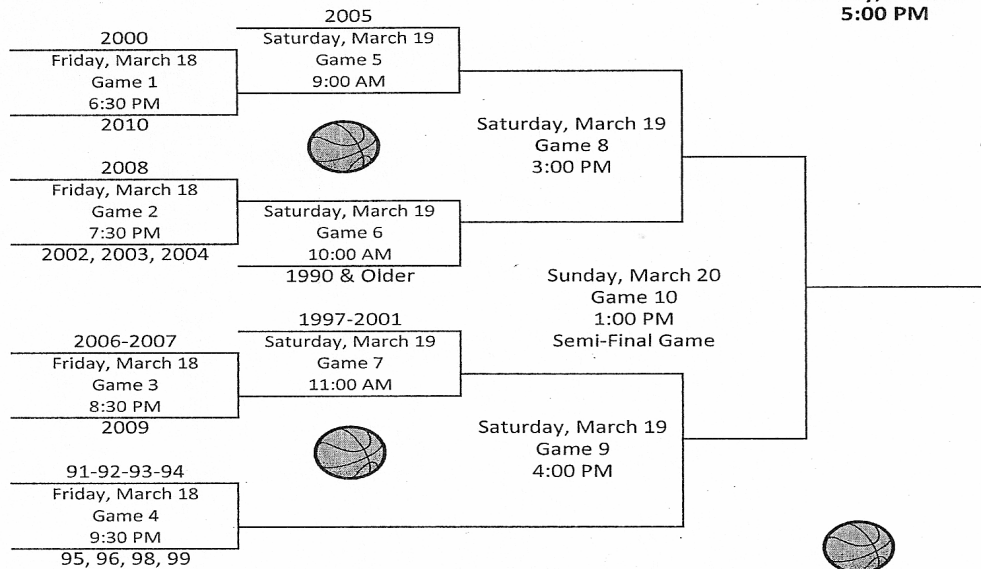 5:00 PM
2000
Friday, March 18
Game 1
6:30 PM
2010
2005
Saturday, March 19
Game 5
9:00 AM
2008
Friday, March 18
Game 2
7:30 PM
2002, 2003, 2004
Saturday, March 19
Game 6
10:00 AM
1990 & Older
Saturday, March 19
Game 8
3:00 PM
Sunday, March 20
Game 10
1:00 PM
Semi-Final Game
2006-2007
Friday, March 18
Game 3
8:30 PM
2009
1997-2001
Saturday, March 19
Game 7
11:00 AM
91-92-93-94
Friday, March 18
Game 4
9:30 PM
95, 96, 98, 99
Saturday, March 19
Game 9
4:00 PM